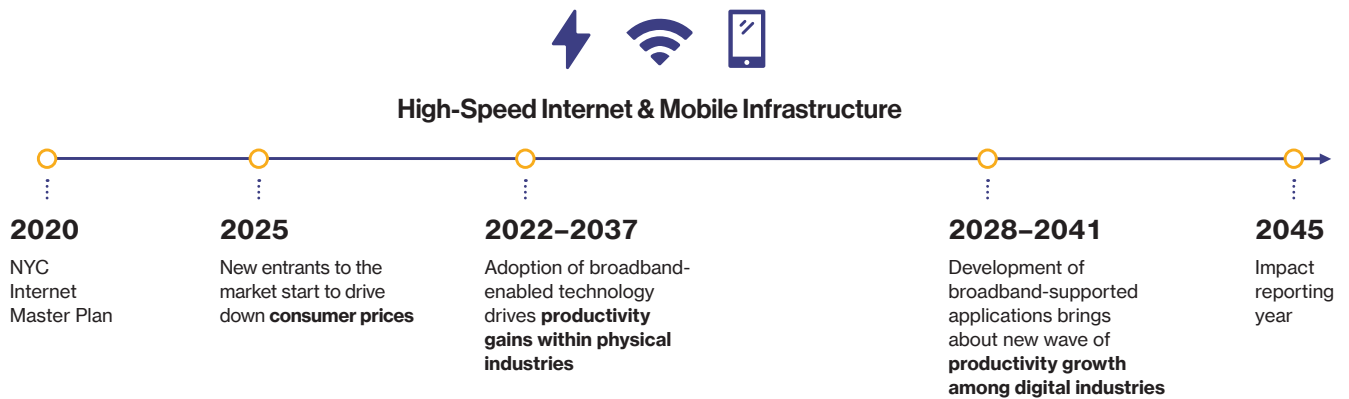 High-Speed Internet & Mobile Infrastructure
2020
NYC
Internet
Master Plan
2025
New entrants to the
market start to drive
down consumer prices
2022–2037
Adoption of broadband-
enabled technology
drives productivity
gains within physical
industries
2028–2041
Development of
broadband-supported
applications brings
about new wave of
productivity growth
among digital industries
2045
Impact
reporting
year